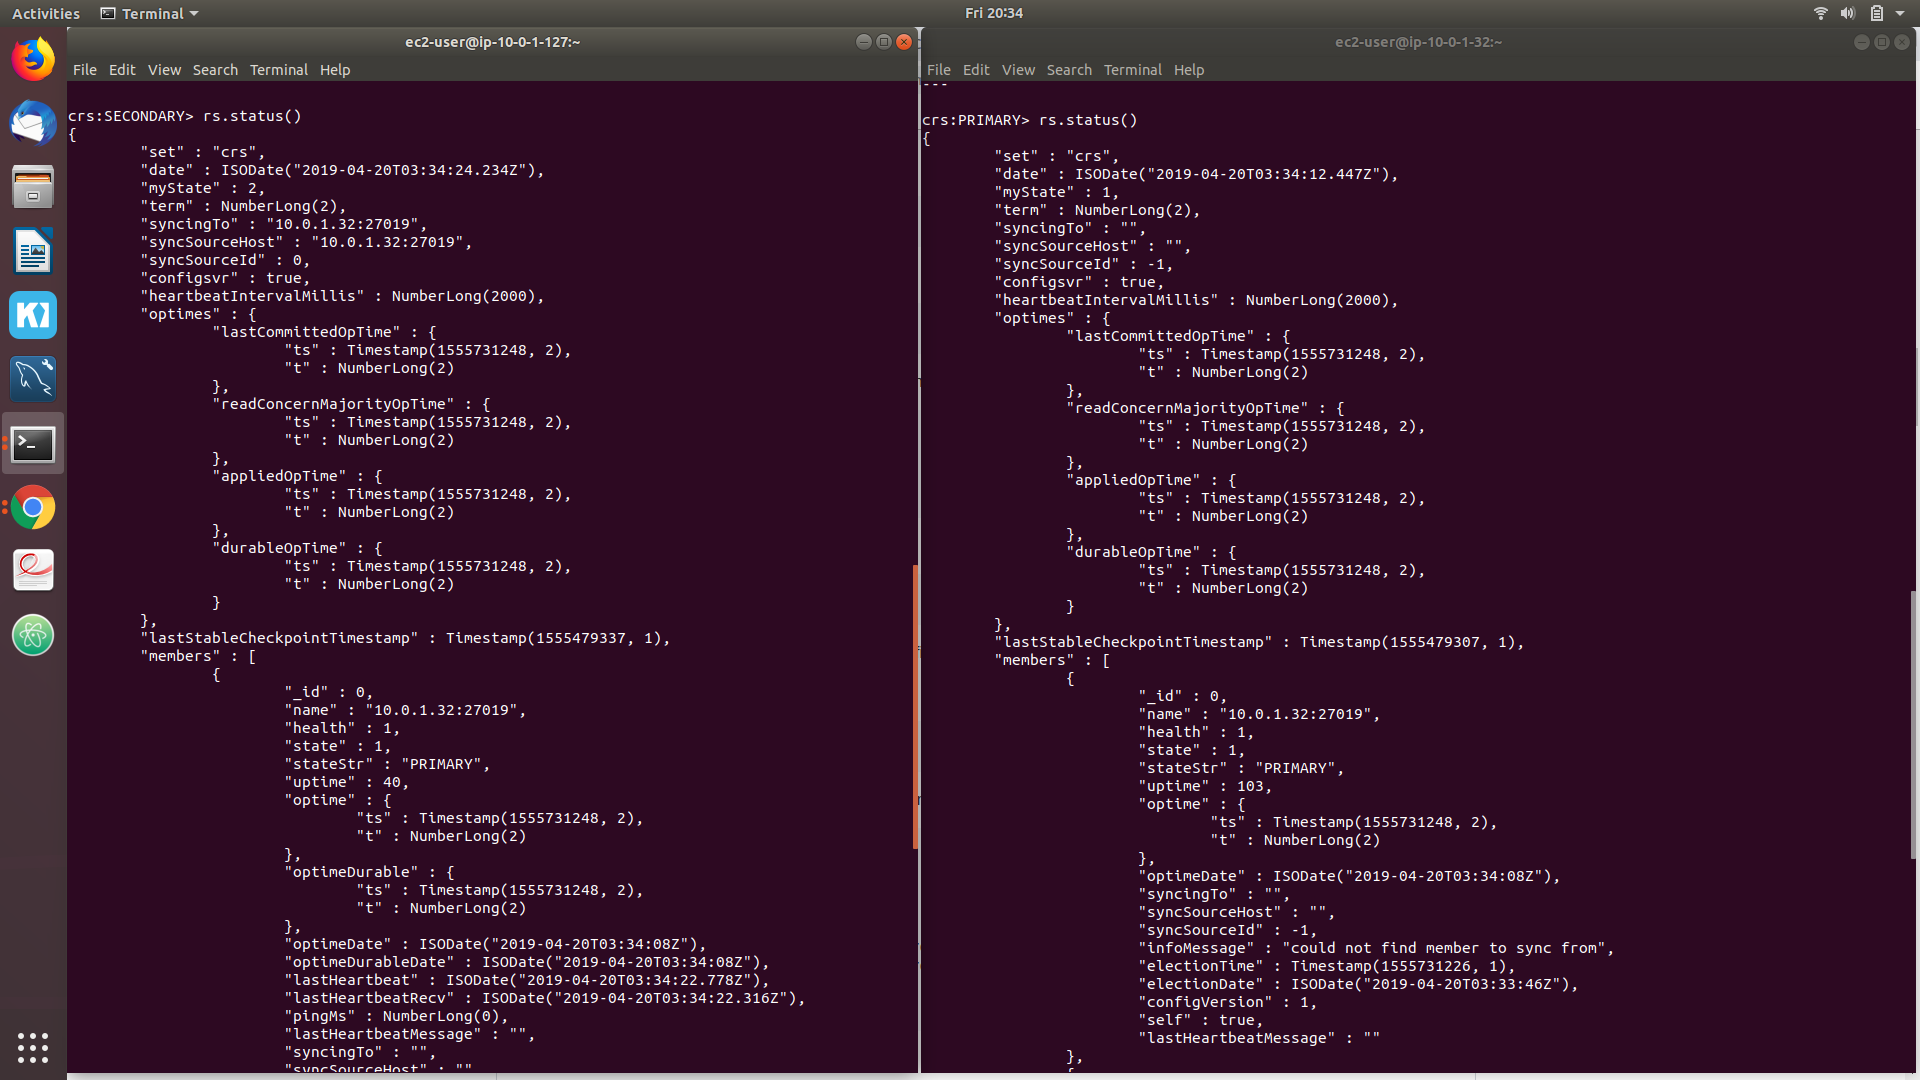 Activities Terminal Fri 20:34
ec2-user@ip-10-0-1-127:~
File Edit View Search Terminal Help
crs:SECONDARY> rs.status()
{
"set" : "crs",
"date" : ISODate("2019-04-20T03:34:24.234Z"),
"myState" : 2,
"term" : NumberLong(2),
"syncingTo" : "10.0.1.32:27019",
"syncSourceHost" : "10.0.1.32:27019",
"syncSourceId" : 0,
"configsvr" : true,
"heartbeatIntervalMillis" : NumberLong(2000),
"optimes" : {
"lastCommittedOpTime" : {
"ts" : Timestamp(1555731248, 2),
"t" : NumberLong(2)
},
"readConcernMajorityOpTime" : {
"ts" : Timestamp(1555731248, 2),
"t" : NumberLong(2)
},
"appliedOpTime" : {
"ts" : Timestamp(1555731248, 2),
"t" : NumberLong(2)
},
"durableOpTime" : {
"ts" : Timestamp(1555731248, 2),
"t" : NumberLong(2)
}
},
"lastStableCheckpointTimestamp" : Timestamp(1555479337, 1),
"members" : [
{
"_id" : 0,
"name" : "10.0.1.32:27019",
"health" : 1,
"state" : 1,
"stateStr" : "PRIMARY",
"uptime" : 40,
"optime" : {
"ts" : Timestamp(1555731248, 2),
"t" : NumberLong(2)
},
"optimeDurable" : {
"ts" : Timestamp(1555731248, 2),
"t" : NumberLong(2)
},
"optimeDate" : ISODate("2019-04-20T03:34:08Z"),
"optimeDurableDate" : ISODate("2019-04-20T03:34:08Z"),
"lastHeartbeat" : ISODate("2019-04-20T03:34:22.778Z"),
"lastHeartbeatRecv" : ISODate("2019-04-20T03:34:22.316Z"),
"pingMs" : NumberLong(0),
"lastHeartbeatMessage" : "",
"syncingTo" : "",
"syncSourceHost" : ""
ec2-user@ip-10-0-1-32:~
File Edit View Search Terminal Help
---
crs:PRIMARY> rs.status()
{
"set" : "crs",
"date" : ISODate("2019-04-20T03:34:12.447Z"),
"myState" : 1,
"term" : NumberLong(2),
"syncingTo" : "",
"syncSourceHost" : "",
"syncSourceId" : -1,
"configsvr" : true,
"heartbeatIntervalMillis" : NumberLong(2000),
"optimes" : {
"lastCommittedOpTime" : {
"ts" : Timestamp(1555731248, 2),
"t" : NumberLong(2)
},
"readConcernMajorityOpTime" : {
"ts" : Timestamp(1555731248, 2),
"t" : NumberLong(2)
},
"appliedOpTime" : {
"ts" : Timestamp(1555731248, 2),
"t" : NumberLong(2)
},
"durableOpTime" : {
"ts" : Timestamp(1555731248, 2),
"t" : NumberLong(2)
}
},
"lastStableCheckpointTimestamp" : Timestamp(1555479307, 1),
"members" : [
{
"_id" : 0,
"name" : "10.0.1.32:27019",
"health" : 1,
"state" : 1,
"stateStr" : "PRIMARY",
"uptime" : 103,
"optime" : {
"ts" : Timestamp(1555731248, 2),
"t" : NumberLong(2)
},
"optimeDate" : ISODate("2019-04-20T03:34:08Z"),
"syncingTo" : "",
"syncSourceHost" : "",
"syncSourceId" : -1,
"infoMessage" : "could not find member to sync from",
"electionTime" : Timestamp(1555731226, 1),
"electionDate" : ISODate("2019-04-20T03:33:46Z"),
"configVersion" : 1,
"self" : true,
"lastHeartbeatMessage" : ""
},